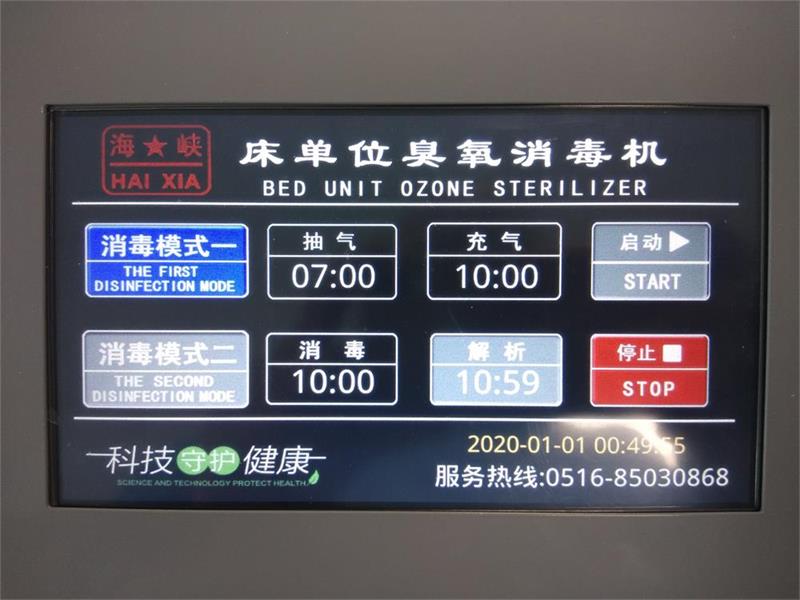 海★峡
HAI XIA
床单位臭氧消毒机
BED UNIT OZONE STERILIZER
消毒模式一
THE FIRST
DISINFECTION MODE
抽气
07:00
充气
10:00
启动▶
START
消毒模式二
THE SECOND
DISINFECTION MODE
消毒
10:00
解析
10:59
停止■
STOP
科技守护健康
SCIENCE AND TECHNOLOGY PROTECT HEALTH.
2020-01-01 00:49:55
服务热线:0516-85030868